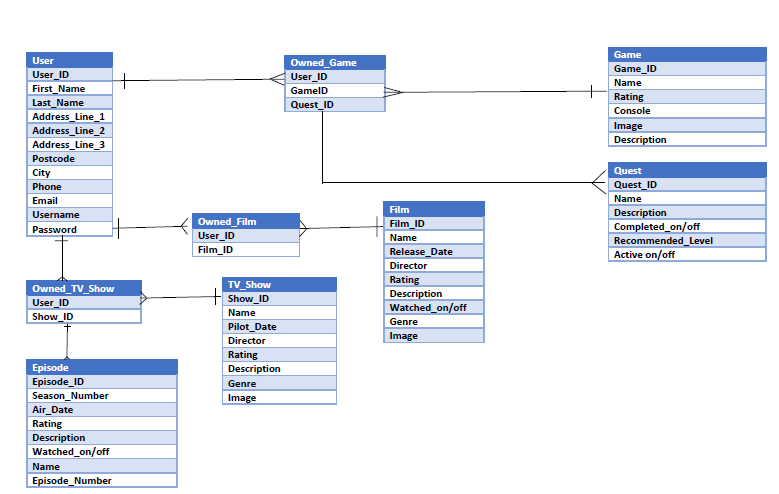 User
User_ID
First_Name
Last_Name
Address_Line_1
Address_Line_2
Address_Line_3
Postcode
City
Phone
Email
Username
Password
Owned_Game
User_ID
GameID
Quest_ID
Game
Game_ID
Name
Rating
Console
Image
Description
Quest
Quest_ID
Name
Description
Completed_on/off
Recommended_Level
Active on/off
Owned_Film
User_ID
Film_ID
Film
Film_ID
Name
Release_Date
Director
Rating
Description
Watched_on/off
Genre
Image
Owned_TV_Show
User_ID
Show_ID
TV_Show
Show_ID
Name
Pilot_Date
Director
Rating
Description
Genre
Image
Episode
Episode_ID
Season_Number
Air_Date
Rating
Description
Watched_on/off
Name
Episode_Number